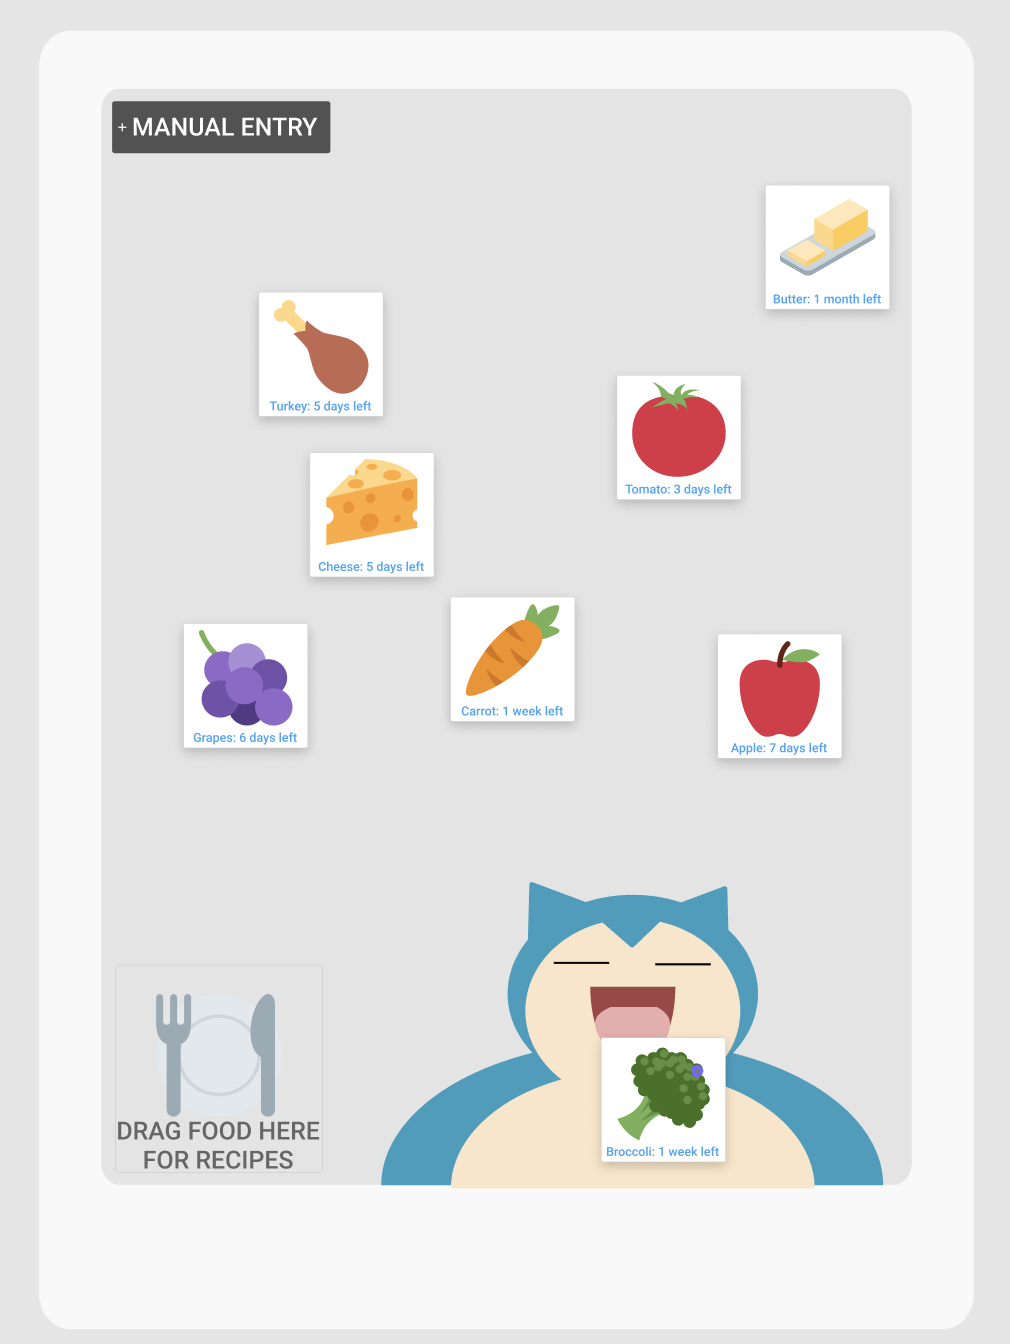 + MANUAL ENTRY
Butter: 1 month left
Turkey: 5 days left
Tomato: 3 days left
Cheese: 5 days left
Carrot: 1 week left
Grapes: 6 days left
Apple: 7 days left
DRAG FOOD HERE
FOR RECIPES
Broccoli: 1 week left